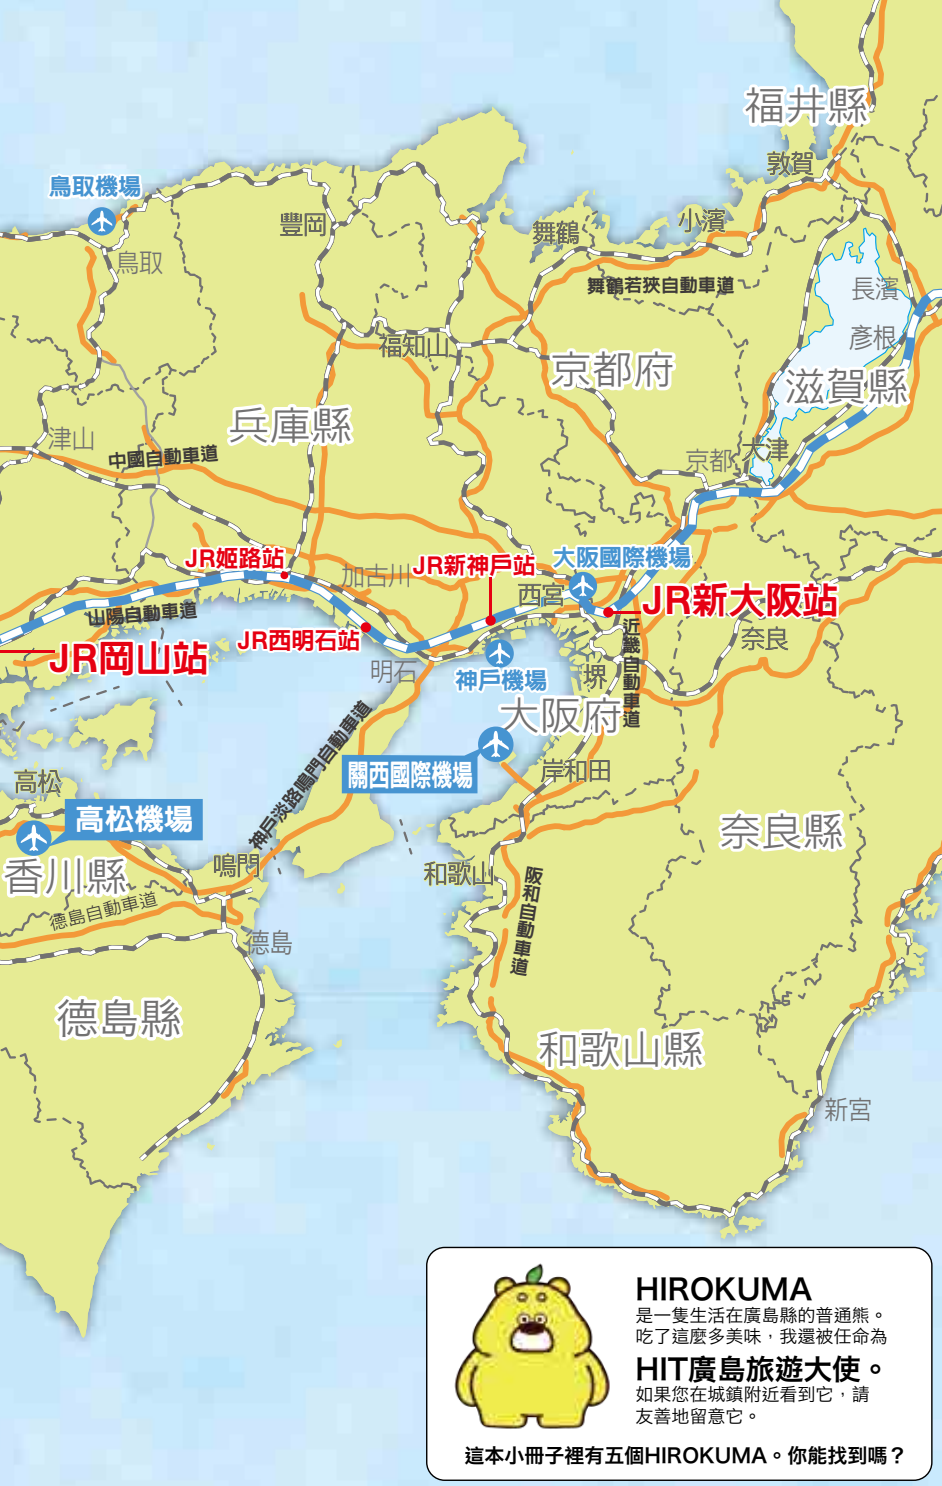 福井縣
敦賀
鳥取機場
豐岡
舞鶴
小濱
鳥取
舞鶴若狹自動車道
長濱
彥根
福知山
京都府
滋賀縣
兵庫縣
津山
中國自動車道
京都
大津
JR姬路站
加古川
JR新神戶站
大阪國際機場
西宮
JR新大阪站
山陽自動車道
JR西明石站
近畿自動車道
奈良
JR岡山站
明石
神戶機場
堺
大阪府
神戶淡路鳴門自動車道
關西國際機場
岸和田
高松
高松機場
奈良縣
香川縣
鳴門
和歌山
阪和自動車道
德島自動車道
德島
德島縣
和歌山縣
新宮
HIROKUMA
是一隻生活在廣島縣的普通熊。
吃了這麼多美味，我還被任命為
HIT廣島旅遊大使。
如果您在城鎮附近看到它，請
友善地留意它。
這本小冊子裡有五個HIROKUMA。你能找到嗎？